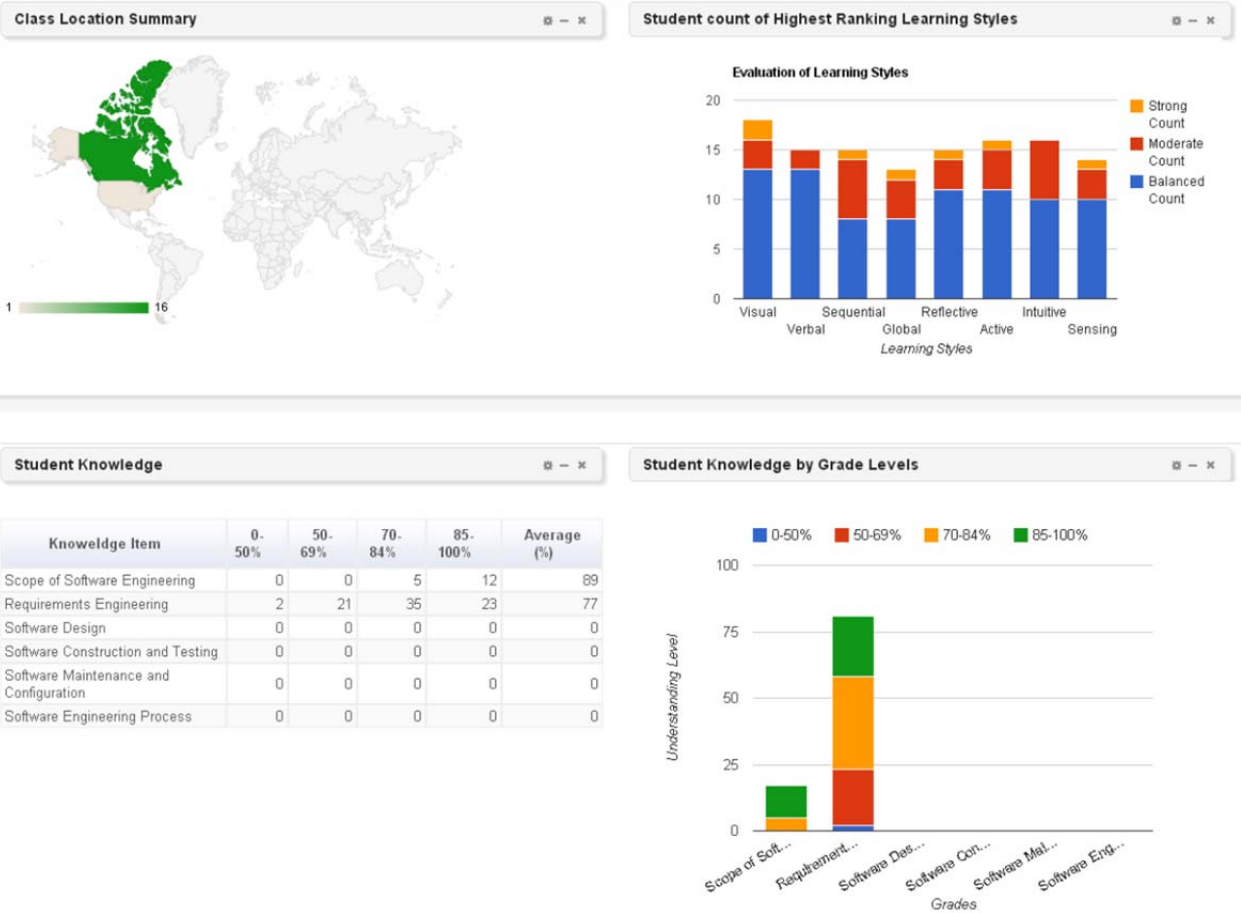 Class Location Summary
1
16
Student count of Highest Ranking Learning Styles
Evaluation of Learning Styles
20
15
10
5
0
Visual
Verbal
Sequential
Global
Reflective
Active
Intuitive
Sensing
Learning Styles
Strong
Count
Moderate
Count
Balanced
Count
Student Knowledge
Knoweldge Item 0- 50- 70- 85- Average
50% 69% 84% 100% (%)
Scope of Software Engineering 0 0 5 12 89
Requirements Engineering 2 21 35 23 77
Software Design 0 0 0 0 0
Software Construction and Testing 0 0 0 0 0
Software Maintenance and
Configuration 0 0 0 0 0
Software Engineering Process 0 0 0 0 0
Student Knowledge by Grade Levels
0-50% 50-69% 70-84% 85-100%
100
75
50
25
0
Understanding Level
Scope of Soft...
Requirement...
Software Des...
Software Con...
Software Mai...
Software Eng...
Grades